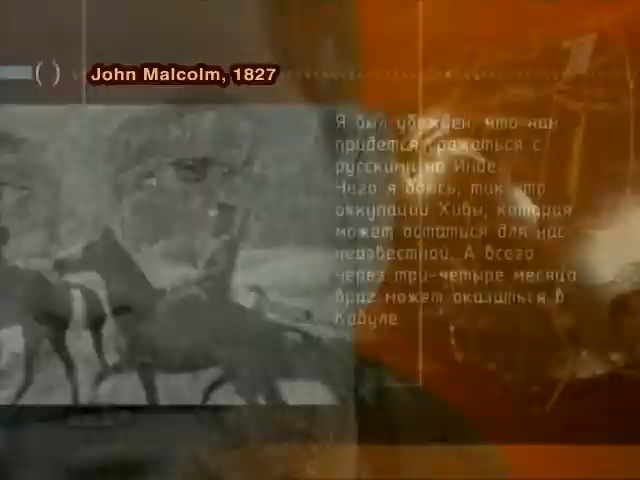 John Malcolm, 1827
Я был убежден, что нам
придется сражаться с
русскими на Инде.
Чего я боюсь, так это
оккупации Хивы, которая
может остаться для нас
неизвестной. А всего
через три-четыре месяца
враг может оказаться в
Кабуле